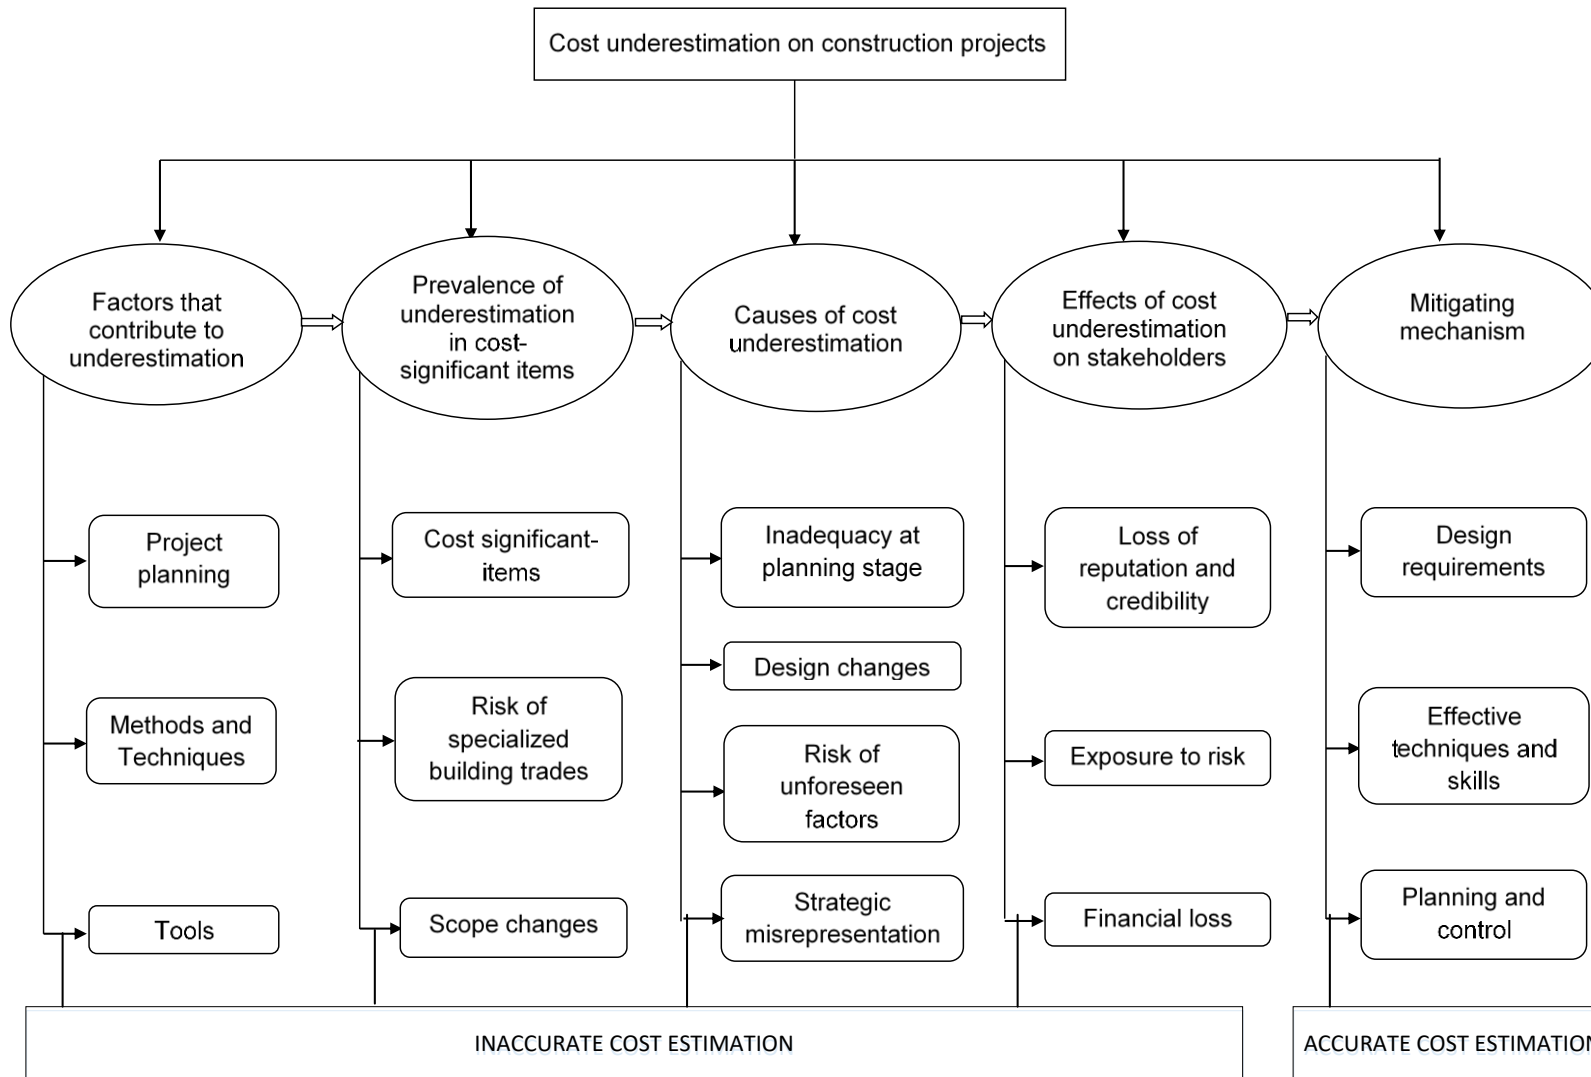 Cost underestimation on construction projects
Factors that
contribute to
underestimation
Prevalence of
underestimation
in cost-
significant items
Causes of cost
underestimation
Effects of cost
underestimation
on stakeholders
Mitigating
mechanism
Project
planning
Methods and
Techniques
Tools
Cost significant-
items
Risk of
specialized
building trades
Scope changes
Inadequacy at
planning stage
Design changes
Risk of
unforeseen
factors
Strategic
misrepresentation
Loss of
reputation and
credibility
Exposure to risk
Financial loss
Design
requirements
Effective
techniques and
skills
Planning and
control
INACCURATE COST ESTIMATION
ACCURATE COST ESTIMATION